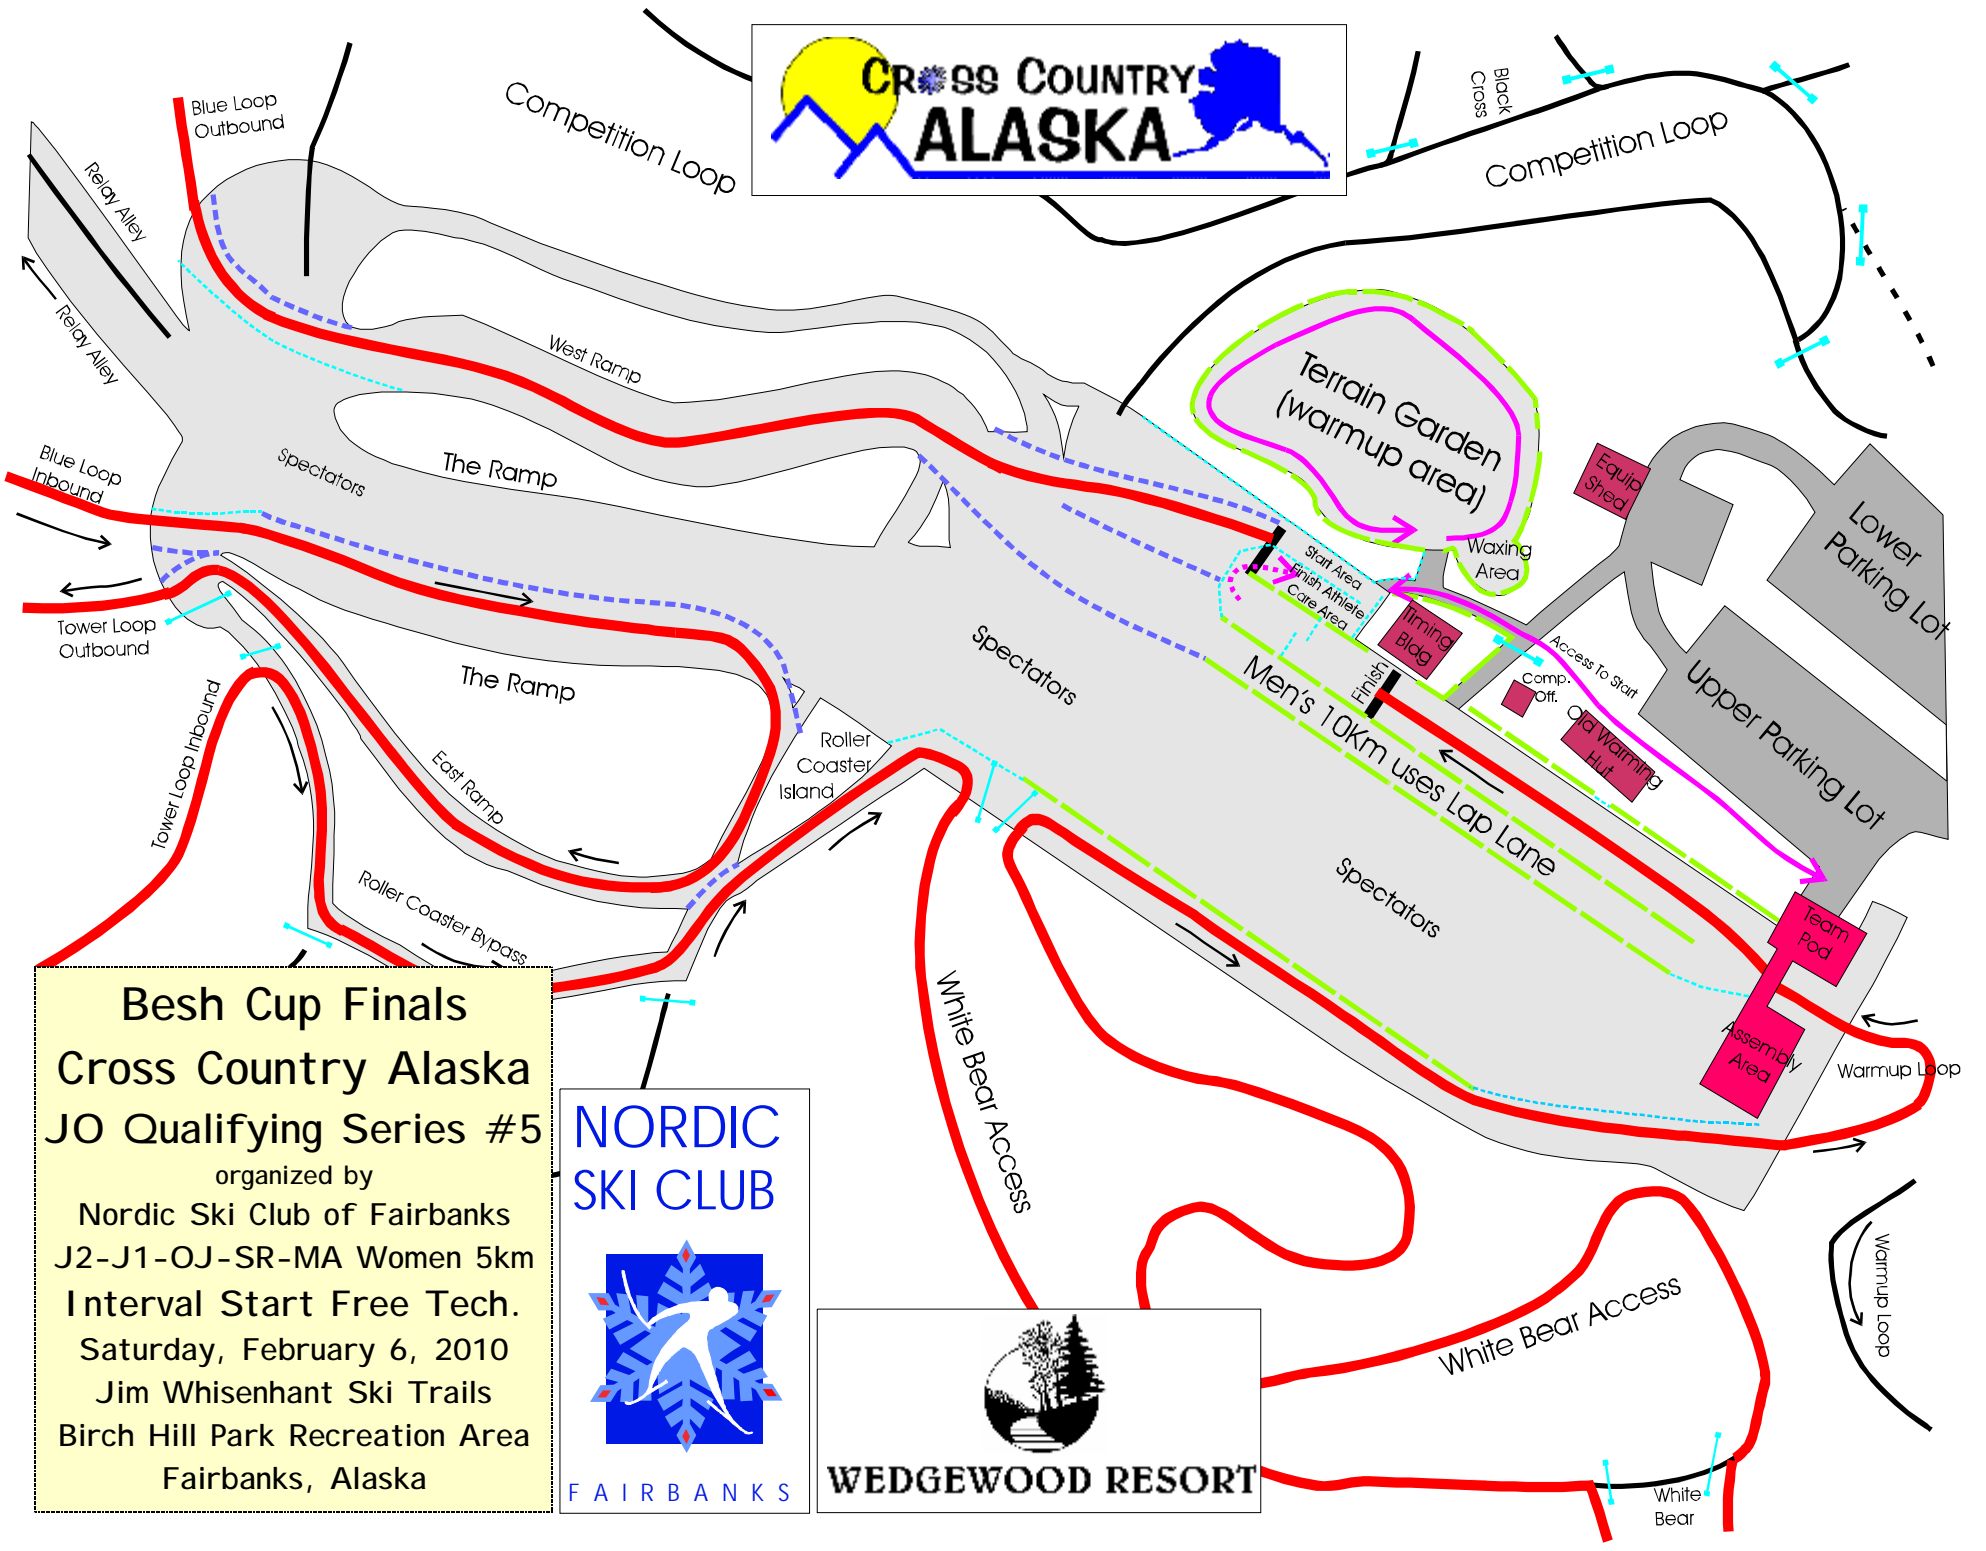 Blue Loop
Outbound
Competition Loop
CROSS COUNTRY
ALASKA
Black
Cross
Competition Loop
Relay Alley
Relay Alley
West Ramp
Terrain Garden
(warmup area)
Equip
Shed
Lower
Parking Lot
Blue Loop
Inbound
Spectators
The Ramp
Waxing
Area
Start Area
Finish Athlete
Care Area
Timing
Bldg
Access To Start
Tower Loop
Outbound
The Ramp
Spectators
Men's 10Km uses Lap Lane
Finish
Comp.
Off.
Old Warming
Hut
Upper Parking Lot
Tower Loop Inbound
East Ramp
Roller
Coaster
Island
Spectators
Roller Coaster Bypass
Team
Pod
Assembly
Area
Warmup Loop
White Bear Access
Besh Cup Finals
Cross Country Alaska
JO Qualifying Series #5
organized by
Nordic Ski Club of Fairbanks
J2-J1-OJ-SR-MA Women 5km
Interval Start Free Tech.
Saturday, February 6, 2010
Jim Whisenhant Ski Trails
Birch Hill Park Recreation Area
Fairbanks, Alaska
NORDIC
SKI CLUB
FAIRBANKS
WEDGEWOOD RESORT
White Bear Access
Warmup Loop
White
Bear